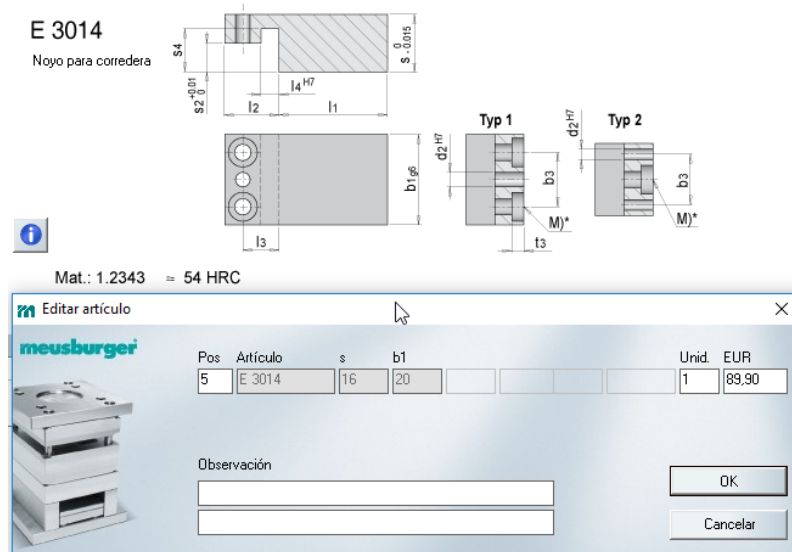 E 3014
Noyo para corredera
s4
s2 +0.01 0
l4 H7
l2
l1
s 0 -0.015
Typ 1
Typ 2
d2 H7
d2 H7
b1 g6
b3
b3
M)*
M)*
l3
t3
Mat.: 1.2343 ≈ 54 HRC
Editar artículo
meusburger
Pos Artículo s b1 Unid. EUR
5 E 3014 16 20 1 89,90
Observación
OK
Cancelar